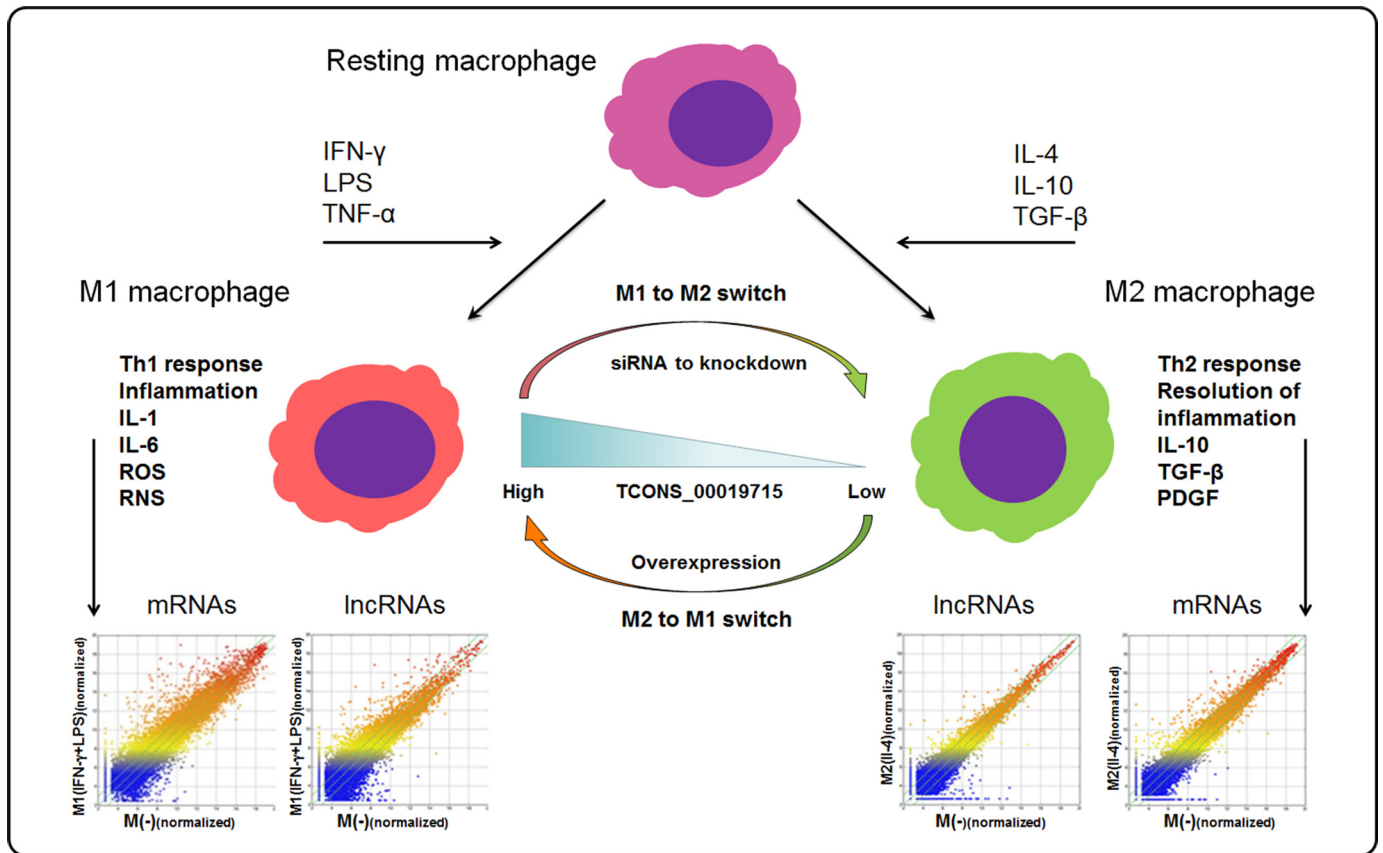 Resting macrophage
IFN-γ
LPS
TNF-α
IL-4
IL-10
TGF-β
M1 macrophage
M1 to M2 switch
M2 macrophage
siRNA to knockdown
Th1 response
Inflammation
IL-1
IL-6
ROS
RNS
Th2 response
Resolution of
inflammation
IL-10
TGF-β
PDGF
High
TCONS_00019715
Low
Overexpression
M2 to M1 switch
mRNAs
lncRNAs
lncRNAs
mRNAs
M1(IFN-γ+LPS)(normalized)
M(-)(normalized)
M1(IFN-γ+LPS)(normalized)
M(-)(normalized)
M2(Il-4)(normalized)
M(-)(normalized)
M2(Il-4)(normalized)
M(-)(normalized)